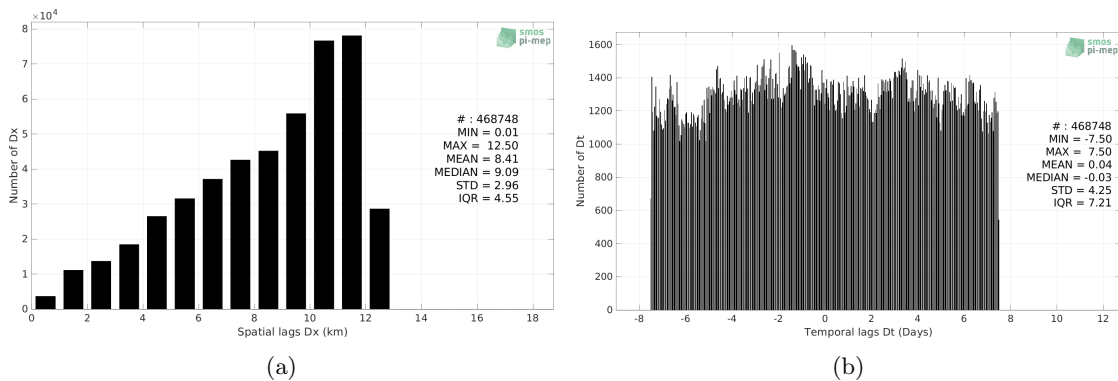 ×10⁴
8
7
6
5
4
3
2
1
0
Number of Dx
0 2 4 6 8 10 12 14 16 18
Spatial lags Dx (km)
smos
pi-mep
# : 468748
MIN = 0.01
MAX = 12.50
MEAN = 8.41
MEDIAN = 9.09
STD = 2.96
IQR = 4.55
(a)
1600
1400
1200
1000
800
600
400
200
0
Number of Dt
-8 -6 -4 -2 0 2 4 6 8 10 12
Temporal lags Dt (Days)
smos
pi-mep
# : 468748
MIN = -7.50
MAX = 7.50
MEAN = 0.04
MEDIAN = -0.03
STD = 4.25
IQR = 7.21
(b)